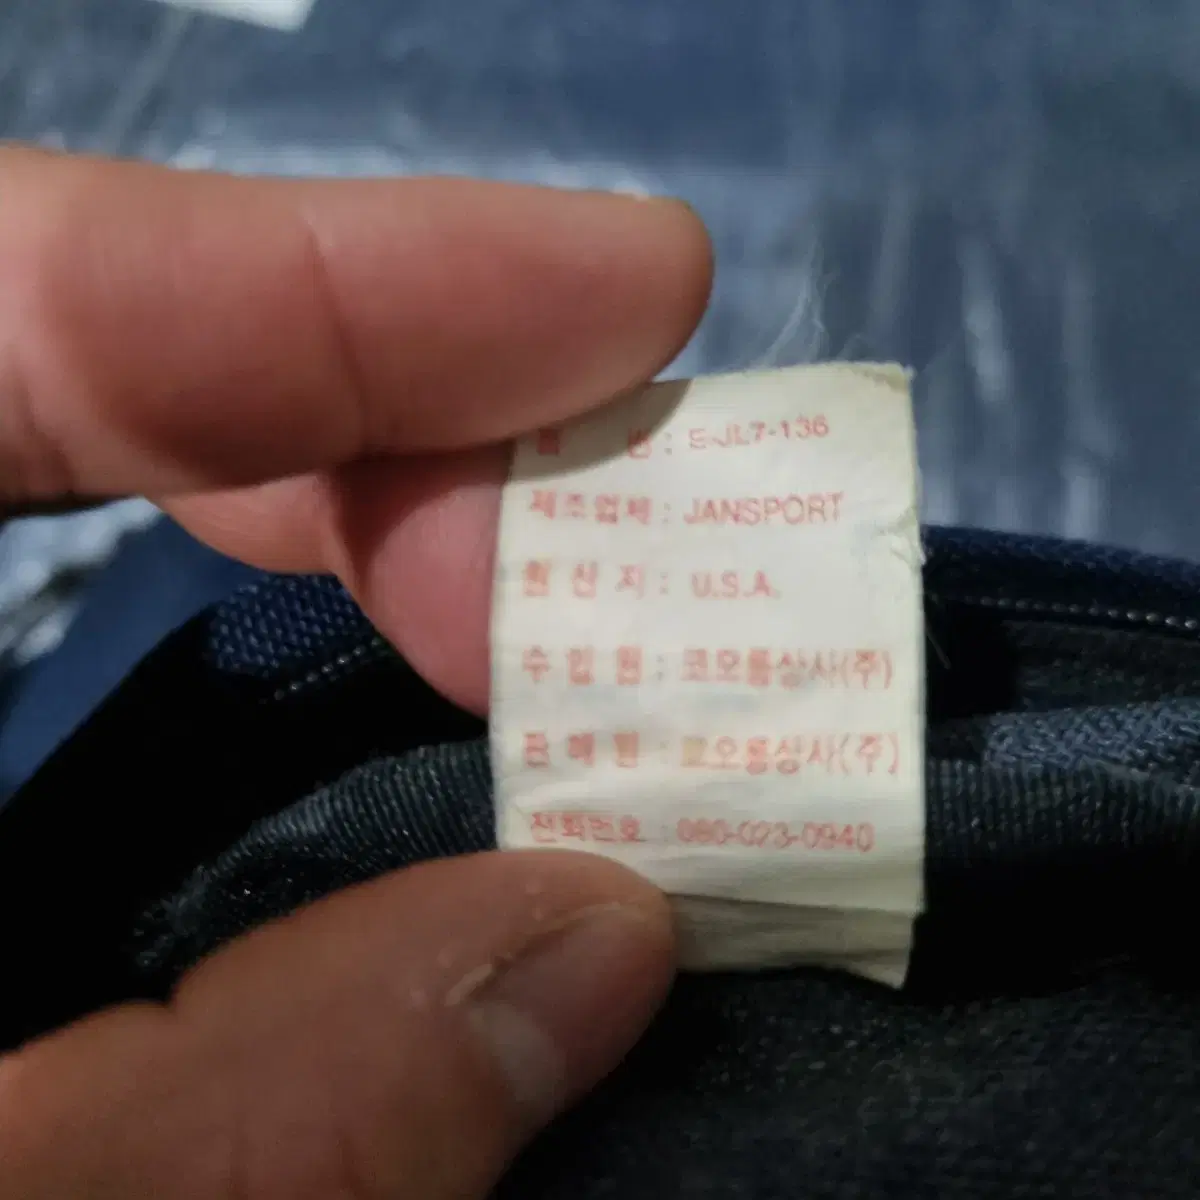 품 번 : E-JL7-136
제조업체 : JANSPORT
원 산 지 : U.S.A.
수 입 원 : 코오롱상사(주)
판 매 원 : 코오롱상사(주)
전화번호 : 080-023-0940